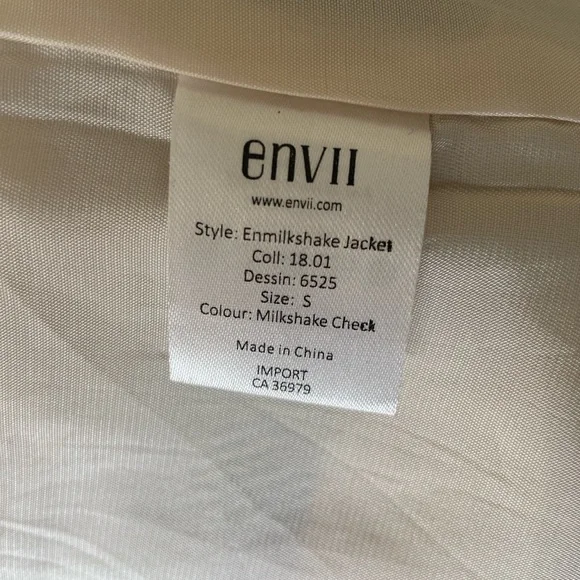 envii
www.envii.com
Style: Enmilkshake Jacket
Coll: 18.01
Dessin: 6525
Size: S
Colour: Milkshake Check
Made in China
IMPORT
CA 36979